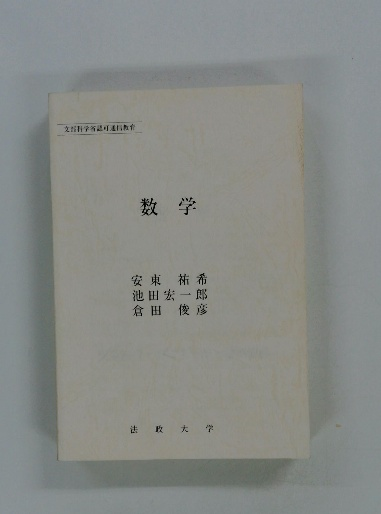 文部科学省認可通信教育
数学
安東祐希
池田宏一郎
倉田俊彦
法政大学